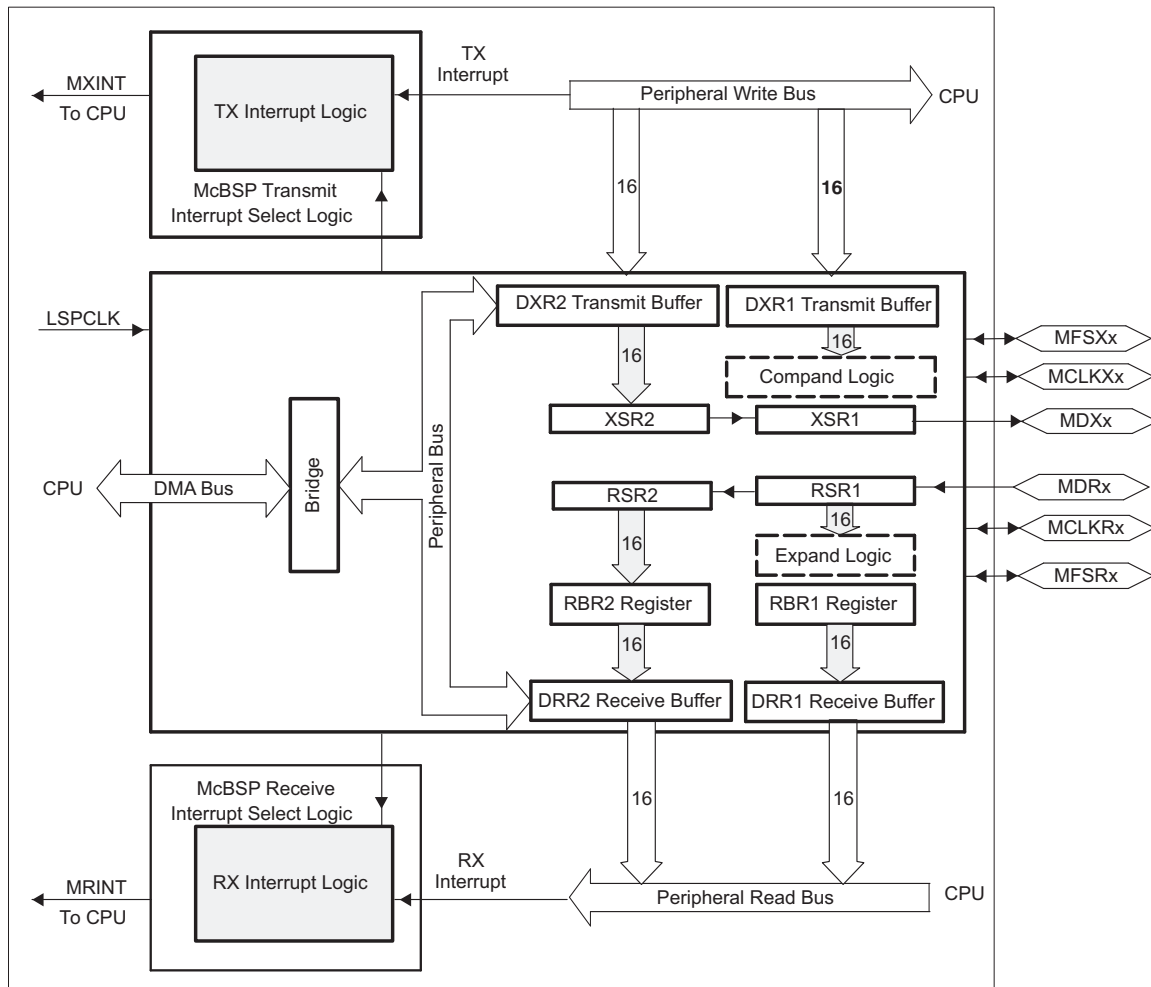 TX
Interrupt
MXINT
To CPU
TX Interrupt Logic
Peripheral Write Bus
CPU
McBSP Transmit
Interrupt Select Logic
16
16
LSPCLK
DXR2 Transmit Buffer
DXR1 Transmit Buffer
16
16
MFSXx
Compand Logic
MCLKXx
XSR2
XSR1
MDXx
Peripheral Bus
CPU
DMA Bus
Bridge
RSR2
RSR1
MDRx
16
16
MCLKRx
Expand Logic
MFSRx
RBR2 Register
RBR1 Register
16
16
DRR2 Receive Buffer
DRR1 Receive Buffer
McBSP Receive
Interrupt Select Logic
16
16
RX
Interrupt
MRINT
To CPU
RX Interrupt Logic
Peripheral Read Bus
CPU